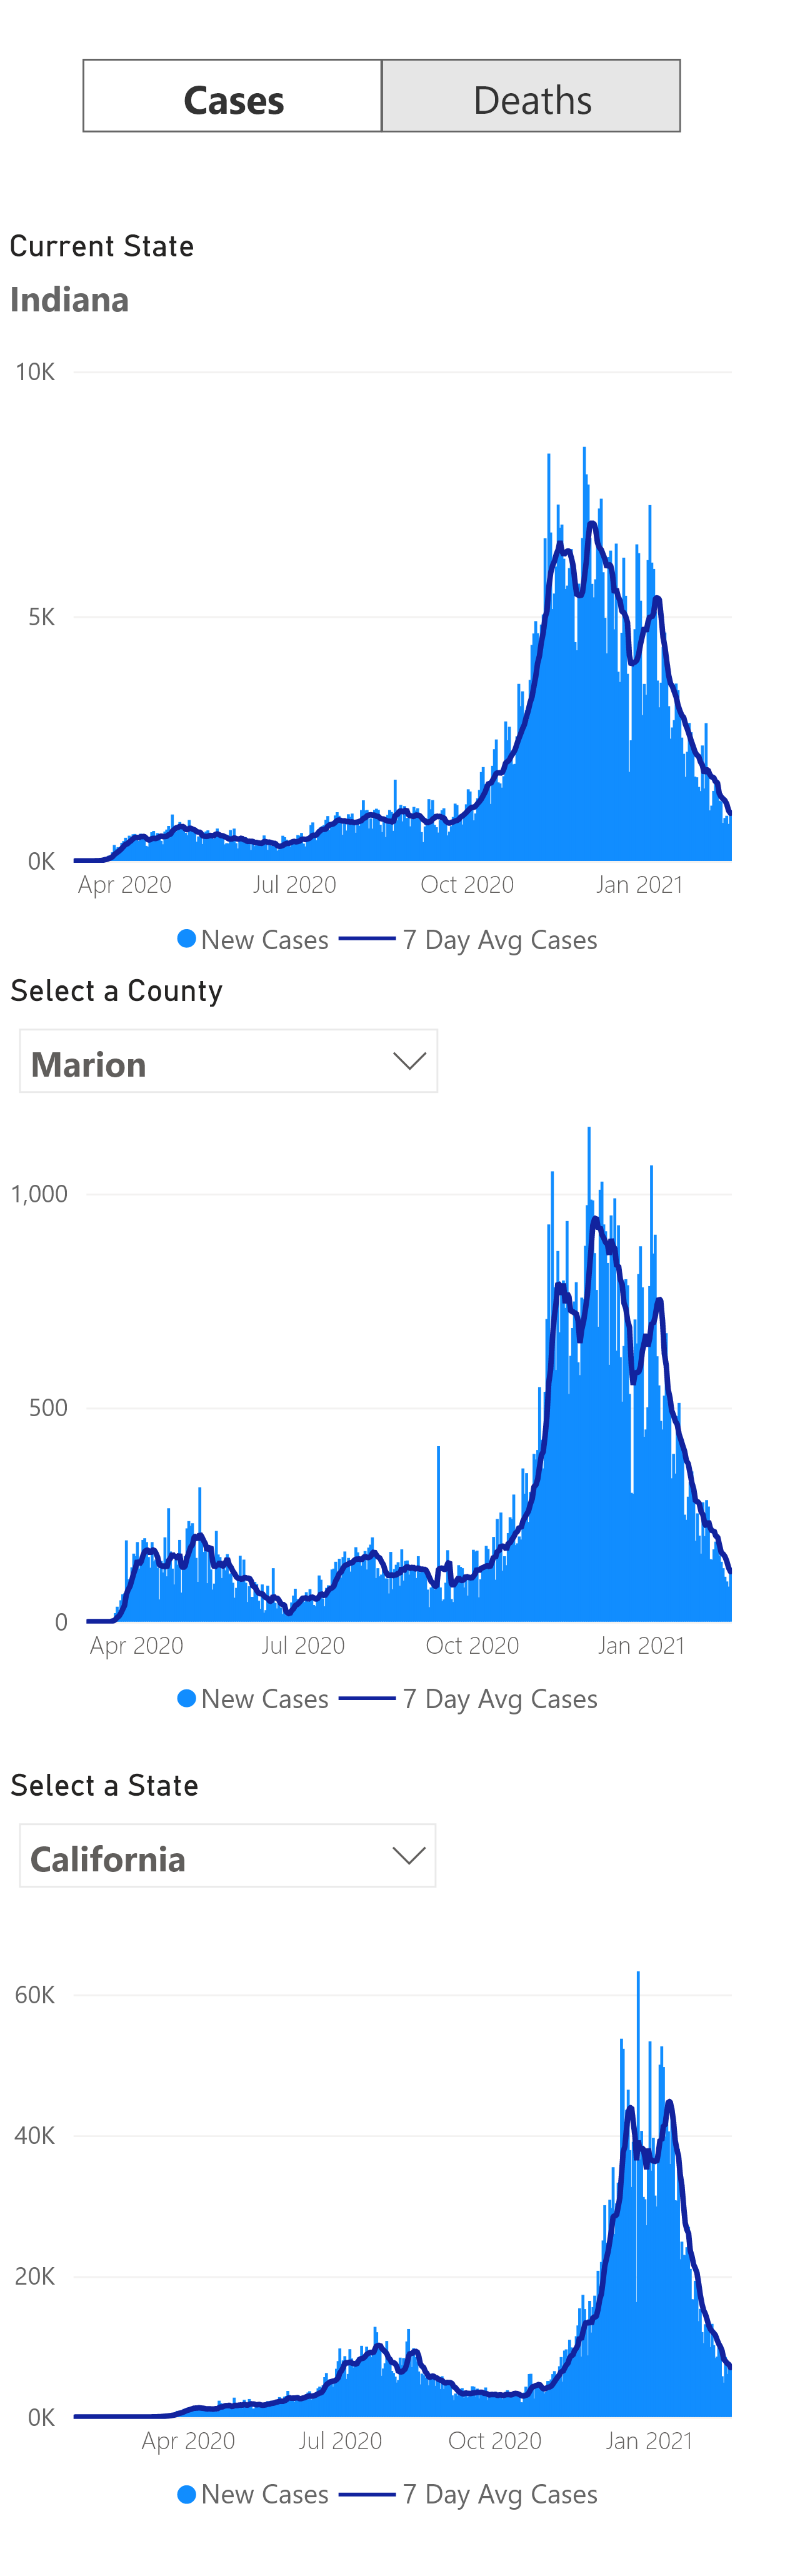 Cases Deaths
Current State
Indiana
10K
5K
0K
Apr 2020 Jul 2020 Oct 2020 Jan 2021
New Cases 7 Day Avg Cases
Select a County
Marion
1,000
500
0
Apr 2020 Jul 2020 Oct 2020 Jan 2021
New Cases 7 Day Avg Cases
Select a State
California
60K
40K
20K
0K
Apr 2020 Jul 2020 Oct 2020 Jan 2021
New Cases 7 Day Avg Cases